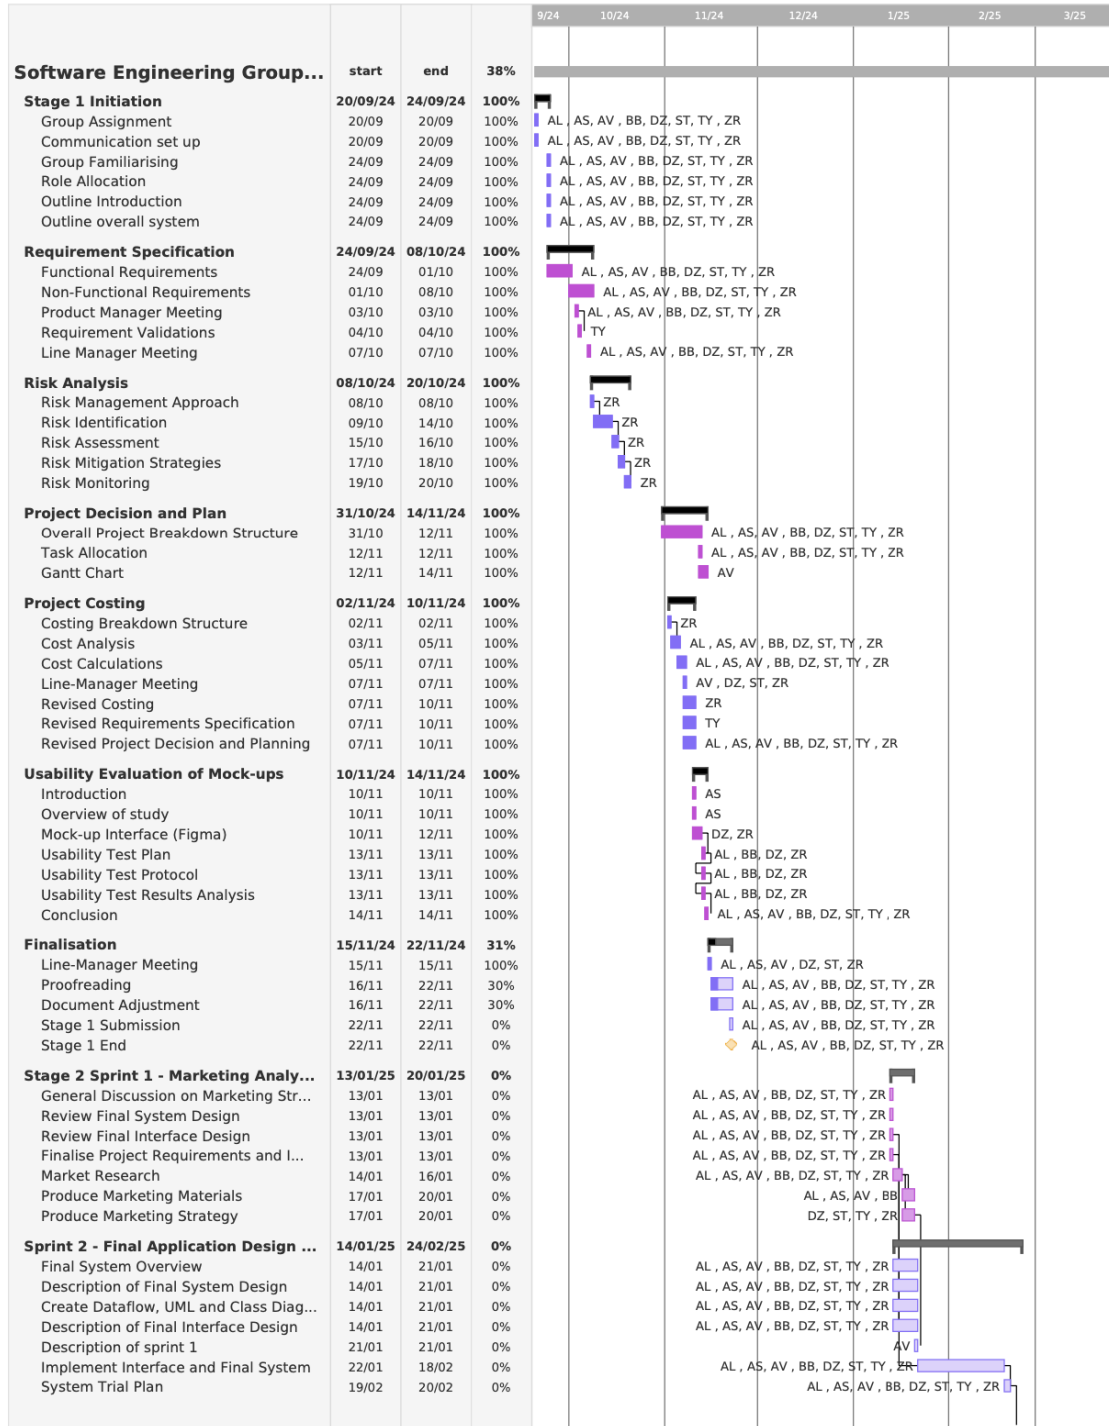 9/24 10/24 11/24 12/24 1/25 2/25 3/25
Software Engineering Group... start end 38%
Stage 1 Initiation 20/09/24 24/09/24 100%
Group Assignment 20/09 20/09 100% AL , AS, AV , BB, DZ, ST, TY , ZR
Communication set up 20/09 20/09 100% AL , AS, AV , BB, DZ, ST, TY , ZR
Group Familiarising 24/09 24/09 100% AL , AS, AV , BB, DZ, ST, TY , ZR
Role Allocation 24/09 24/09 100% AL , AS, AV , BB, DZ, ST, TY , ZR
Outline Introduction 24/09 24/09 100% AL , AS, AV , BB, DZ, ST, TY , ZR
Outline overall system 24/09 24/09 100% AL , AS, AV , BB, DZ, ST, TY , ZR
Requirement Specification 24/09/24 08/10/24 100%
Functional Requirements 24/09 01/10 100% AL , AS, AV , BB, DZ, ST, TY , ZR
Non-Functional Requirements 01/10 08/10 100% AL , AS, AV , BB, DZ, ST, TY , ZR
Product Manager Meeting 03/10 03/10 100% AL , AS, AV , BB, DZ, ST, TY , ZR
Requirement Validations 04/10 04/10 100% TY
Line Manager Meeting 07/10 07/10 100% AL , AS, AV , BB, DZ, ST, TY , ZR
Risk Analysis 08/10/24 20/10/24 100%
Risk Management Approach 08/10 08/10 100% ZR
Risk Identification 09/10 14/10 100% ZR
Risk Assessment 15/10 16/10 100% ZR
Risk Mitigation Strategies 17/10 18/10 100% ZR
Risk Monitoring 19/10 20/10 100% ZR
Project Decision and Plan 31/10/24 14/11/24 100%
Overall Project Breakdown Structure 31/10 12/11 100% AL , AS, AV , BB, DZ, ST, TY , ZR
Task Allocation 12/11 12/11 100% AL , AS, AV , BB, DZ, ST, TY , ZR
Gantt Chart 12/11 14/11 100% AV
Project Costing 02/11/24 10/11/24 100%
Costing Breakdown Structure 02/11 02/11 100% ZR
Cost Analysis 03/11 05/11 100% AL , AS, AV , BB, DZ, ST, TY , ZR
Cost Calculations 05/11 07/11 100% AL , AS, AV , BB, DZ, ST, TY , ZR
Line-Manager Meeting 07/11 07/11 100% AV , DZ, ST, ZR
Revised Costing 07/11 10/11 100% ZR
Revised Requirements Specification 07/11 10/11 100% TY
Revised Project Decision and Planning 07/11 10/11 100% AL , AS, AV , BB, DZ, ST, TY , ZR
Usability Evaluation of Mock-ups 10/11/24 14/11/24 100%
Introduction 10/11 10/11 100% AS
Overview of study 10/11 10/11 100% AS
Mock-up Interface (Figma) 10/11 12/11 100% DZ, ZR
Usability Test Plan 13/11 13/11 100% AL , BB, DZ, ZR
Usability Test Protocol 13/11 13/11 100% AL , BB, DZ, ZR
Usability Test Results Analysis 13/11 13/11 100% AL , BB, DZ, ZR
Conclusion 14/11 14/11 100% AL , AS, AV , BB, DZ, ST, TY , ZR
Finalisation 15/11/24 22/11/24 31%
Line-Manager Meeting 15/11 15/11 100% AL , AS, AV , DZ, ST, ZR
Proofreading 16/11 22/11 30% AL , AS, AV , BB, DZ, ST, TY , ZR
Document Adjustment 16/11 22/11 30% AL , AS, AV , BB, DZ, ST, TY , ZR
Stage 1 Submission 22/11 22/11 0% AL , AS, AV , BB, DZ, ST, TY , ZR
Stage 1 End 22/11 22/11 0% AL , AS, AV , BB, DZ, ST, TY , ZR
Stage 2 Sprint 1 - Marketing Analy... 13/01/25 20/01/25 0%
General Discussion on Marketing Str... 13/01 13/01 0% AL , AS, AV , BB, DZ, ST, TY , ZR
Review Final System Design 13/01 13/01 0% AL , AS, AV , BB, DZ, ST, TY , ZR
Review Final Interface Design 13/01 13/01 0% AL , AS, AV , BB, DZ, ST, TY , ZR
Finalise Project Requirements and I... 13/01 13/01 0% AL , AS, AV , BB, DZ, ST, TY , ZR
Market Research 14/01 16/01 0% AL , AS, AV , BB, DZ, ST, TY , ZR
Produce Marketing Materials 17/01 20/01 0% AL , AS, AV , BB
Produce Marketing Strategy 17/01 20/01 0% DZ, ST, TY , ZR
Sprint 2 - Final Application Design ... 14/01/25 24/02/25 0%
Final System Overview 14/01 21/01 0% AL , AS, AV , BB, DZ, ST, TY , ZR
Description of Final System Design 14/01 21/01 0% AL , AS, AV , BB, DZ, ST, TY , ZR
Create Dataflow, UML and Class Diag... 14/01 21/01 0% AL , AS, AV , BB, DZ, ST, TY , ZR
Description of Final Interface Design 14/01 21/01 0% AL , AS, AV , BB, DZ, ST, TY , ZR
Description of sprint 1 21/01 21/01 0% AV
Implement Interface and Final System 22/01 18/02 0% AL , AS, AV , BB, DZ, ST, TY , ZR
System Trial Plan 19/02 20/02 0% AL , AS, AV , BB, DZ, ST, TY , ZR